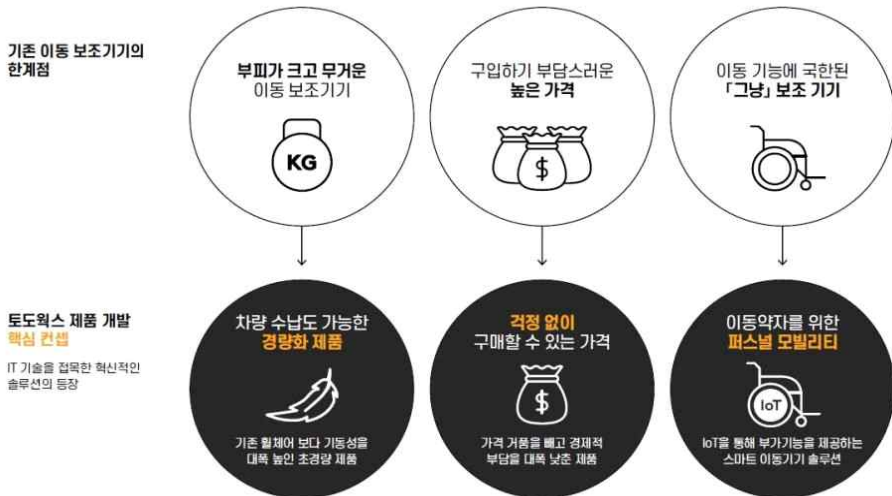 기존 이동 보조기기의
한계점
부피가 크고 무거운
이동 보조기기
KG
구입하기 부담스러운
높은 가격
$
이동 기능에 국한된
「그냥」 보조 기기
토도웍스 제품 개발
핵심 컨셉
IT 기술을 접목한 혁신적인
솔루션의 등장
차량 수납도 가능한
경량화 제품
기존 휠체어 보다 기동성을
대폭 높인 초경량 제품
걱정 없이
구매할 수 있는 가격
$
가격 거품을 빼고 경제적
부담을 대폭 낮춘 제품
이동약자를 위한
퍼스널 모빌리티
IoT
IoT을 통해 부가기능을 제공하는
스마트 이동기기 솔루션